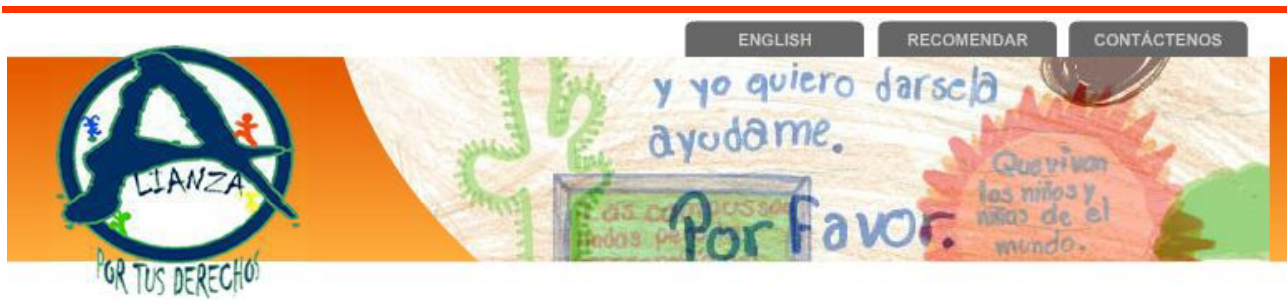 ENGLISH RECOMENDAR CONTÁCTENOS
y yo quiero darsela
ayudame.
Por Favor.
Que vivan
los niños y
niñas de el
mundo.
ALIANZA
POR TUS DERECHOS